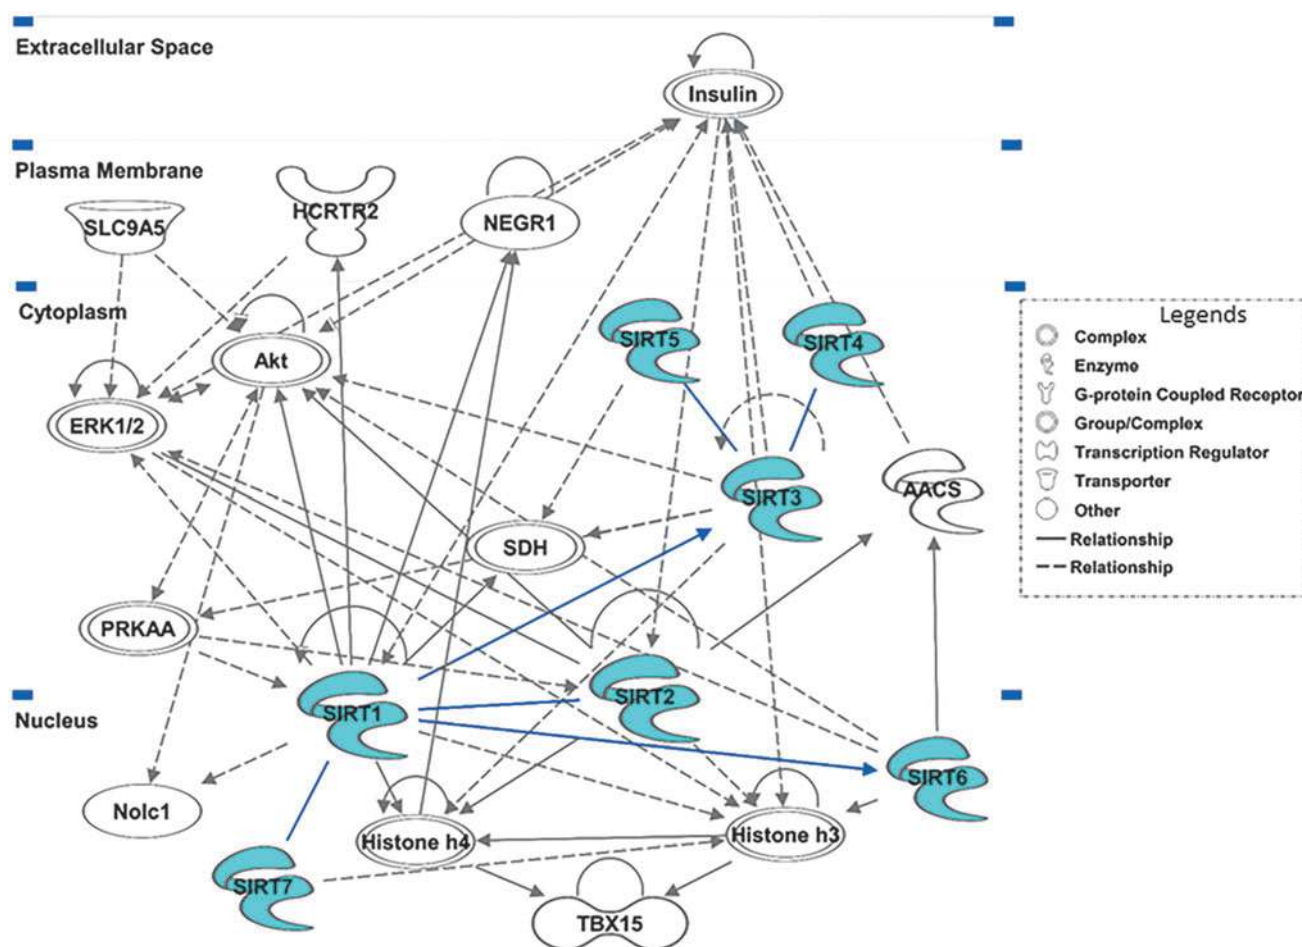 Extracellular Space
Insulin
Plasma Membrane
SLC9A5
HCRTR2
NEGR1
Cytoplasm
SIRT5
SIRT4
Akt
ERK1/2
SIRT3
AACS
SDH
PRKAA
SIRT1
SIRT2
Nucleus
SIRT6
Nolc1
Histone h4
Histone h3
SIRT7
TBX15
Legends
Complex
Enzyme
G-protein Coupled Receptor
Group/Complex
Transcription Regulator
Transporter
Other
Relationship
Relationship